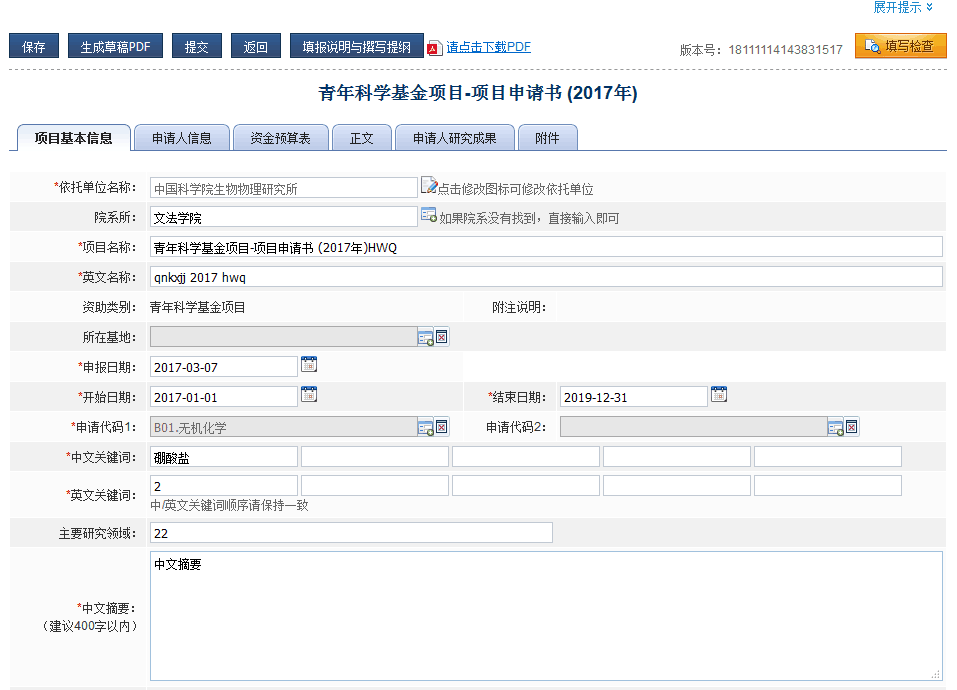 展开提示
保存 生成草稿PDF 提交 返回 填报说明与撰写提纲 请点击下载PDF 版本号：18111114143831517 填写检查
青年科学基金项目-项目申请书 (2017年)
项目基本信息 申请人信息 资金预算表 正文 申请人研究成果 附件
*依托单位名称： 中国科学院生物物理研究所 点击修改图标可修改依托单位
院系所： 文法学院 如果院系没有找到，直接输入即可
*项目名称： 青年科学基金项目-项目申请书 (2017年)HWQ
*英文名称： qnkxjj 2017 hwq
资助类别： 青年科学基金项目 附注说明：
所在基地：
*申报日期： 2017-03-07
*开始日期： 2017-01-01 *结束日期： 2019-12-31
*申请代码1： B01.无机化学 申请代码2：
*中文关键词： 硼酸盐
*英文关键词： 2
中/英文关键词顺序请保持一致
主要研究领域： 22
中文摘要
*中文摘要：
（建议400字以内）